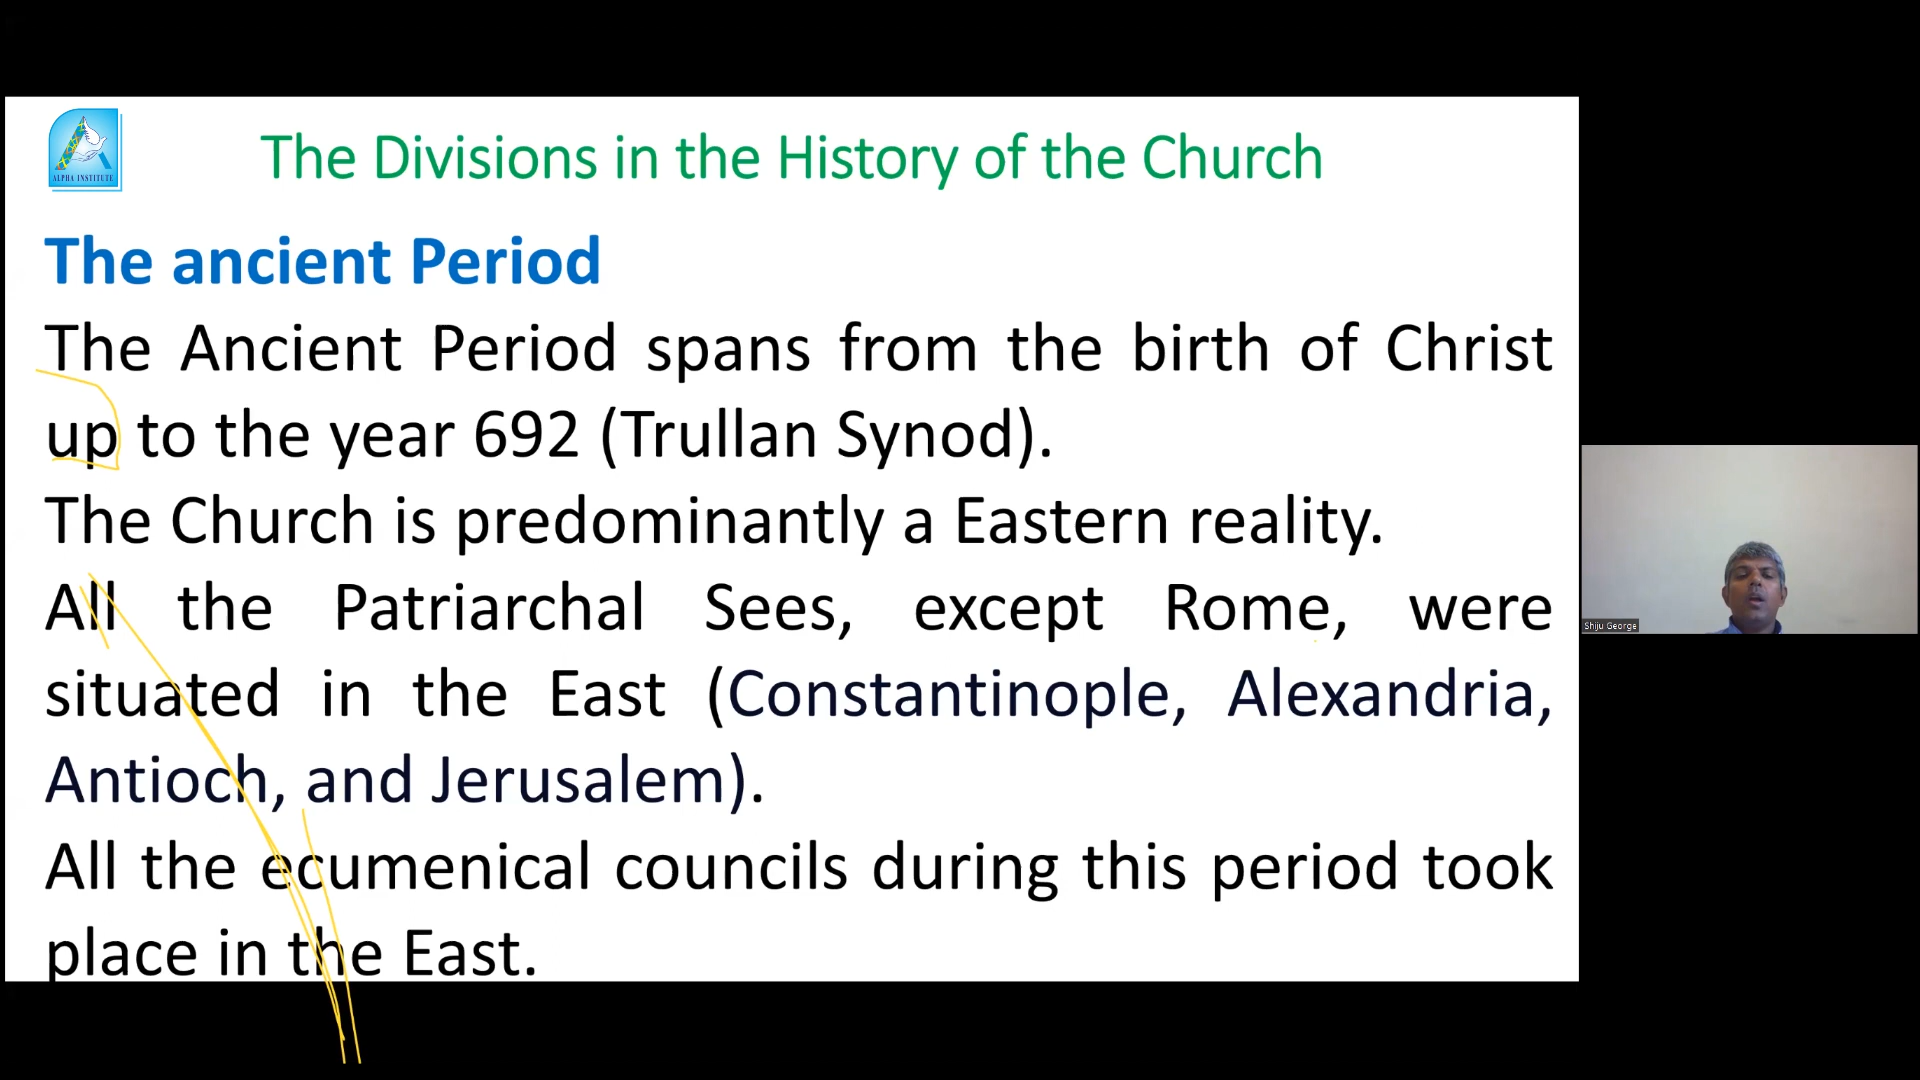 ALPHA INSTITUTE
The Divisions in the History of the Church
The ancient Period
The Ancient Period spans from the birth of Christ
up to the year 692 (Trullan Synod).
The Church is predominantly a Eastern reality.
All the Patriarchal Sees, except Rome, were
situated in the East (Constantinople, Alexandria,
Antioch, and Jerusalem).
All the ecumenical councils during this period took
place in the East.
Shiju George